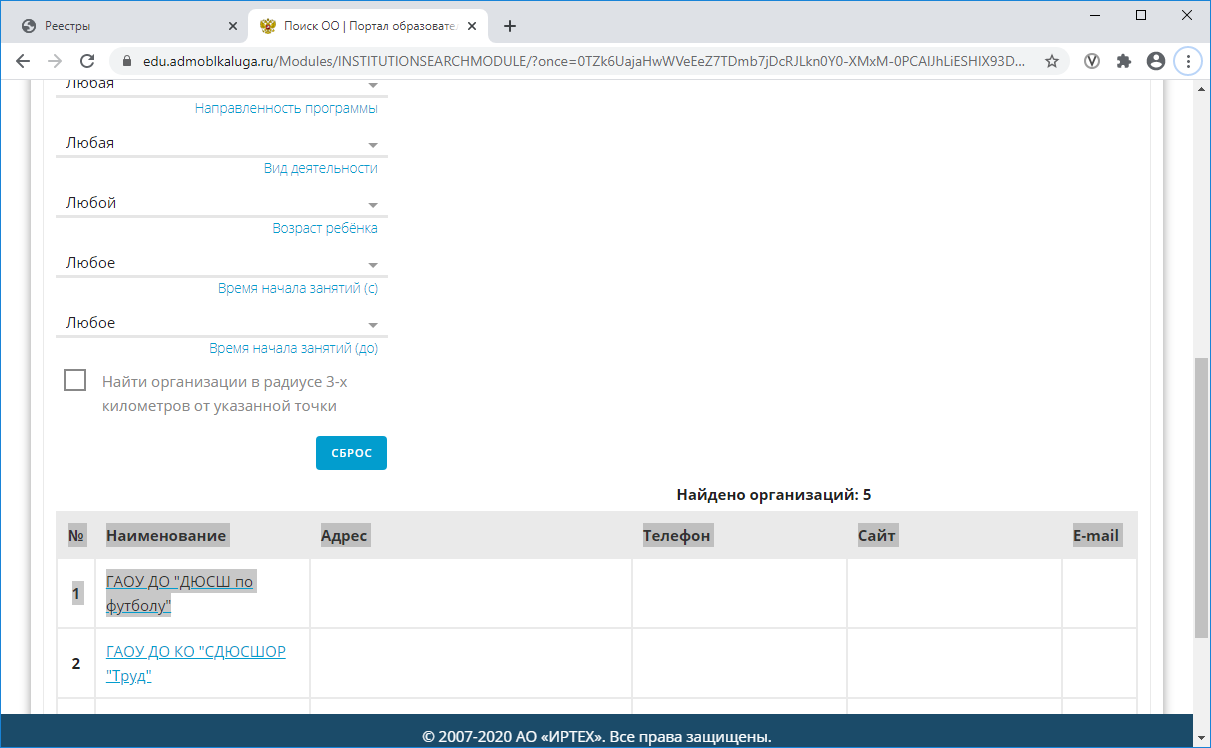 Реестры
Поиск ОО | Портал образовател
edu.admoblkaluga.ru/Modules/INSTITUTIONSEARCHMODULE/?once=0TZk6UajaHwWVeEeZ7TDmb7jDcRJLkn0Y0-XMxM-0PCAIJhLiESHIX93D...
Любая
Направленность программы
Любая
Вид деятельности
Любой
Возраст ребёнка
Любое
Время начала занятий (с)
Любое
Время начала занятий (до)
Найти организации в радиусе 3-х
километров от указанной точки
СБРОС
Найдено организаций: 5
№ Наименование Адрес Телефон Сайт E-mail
1 ГАОУ ДО "ДЮСШ по
футболу"
2 ГАОУ ДО КО "СДЮСШОР
"Труд"
© 2007-2020 АО «ИРТЕХ». Все права защищены.